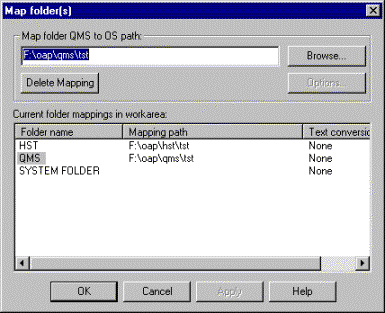 Map folder(s)
Map folder QMS to OS path:
F:\oap\qms\tst
Browse...
Delete Mapping
Options...
Current folder mappings in workarea:
Folder name Mapping path Text conversio
HST F:\oap\hst\tst None
QMS F:\oap\qms\tst None
SYSTEM FOLDER None
OK Cancel Apply Help